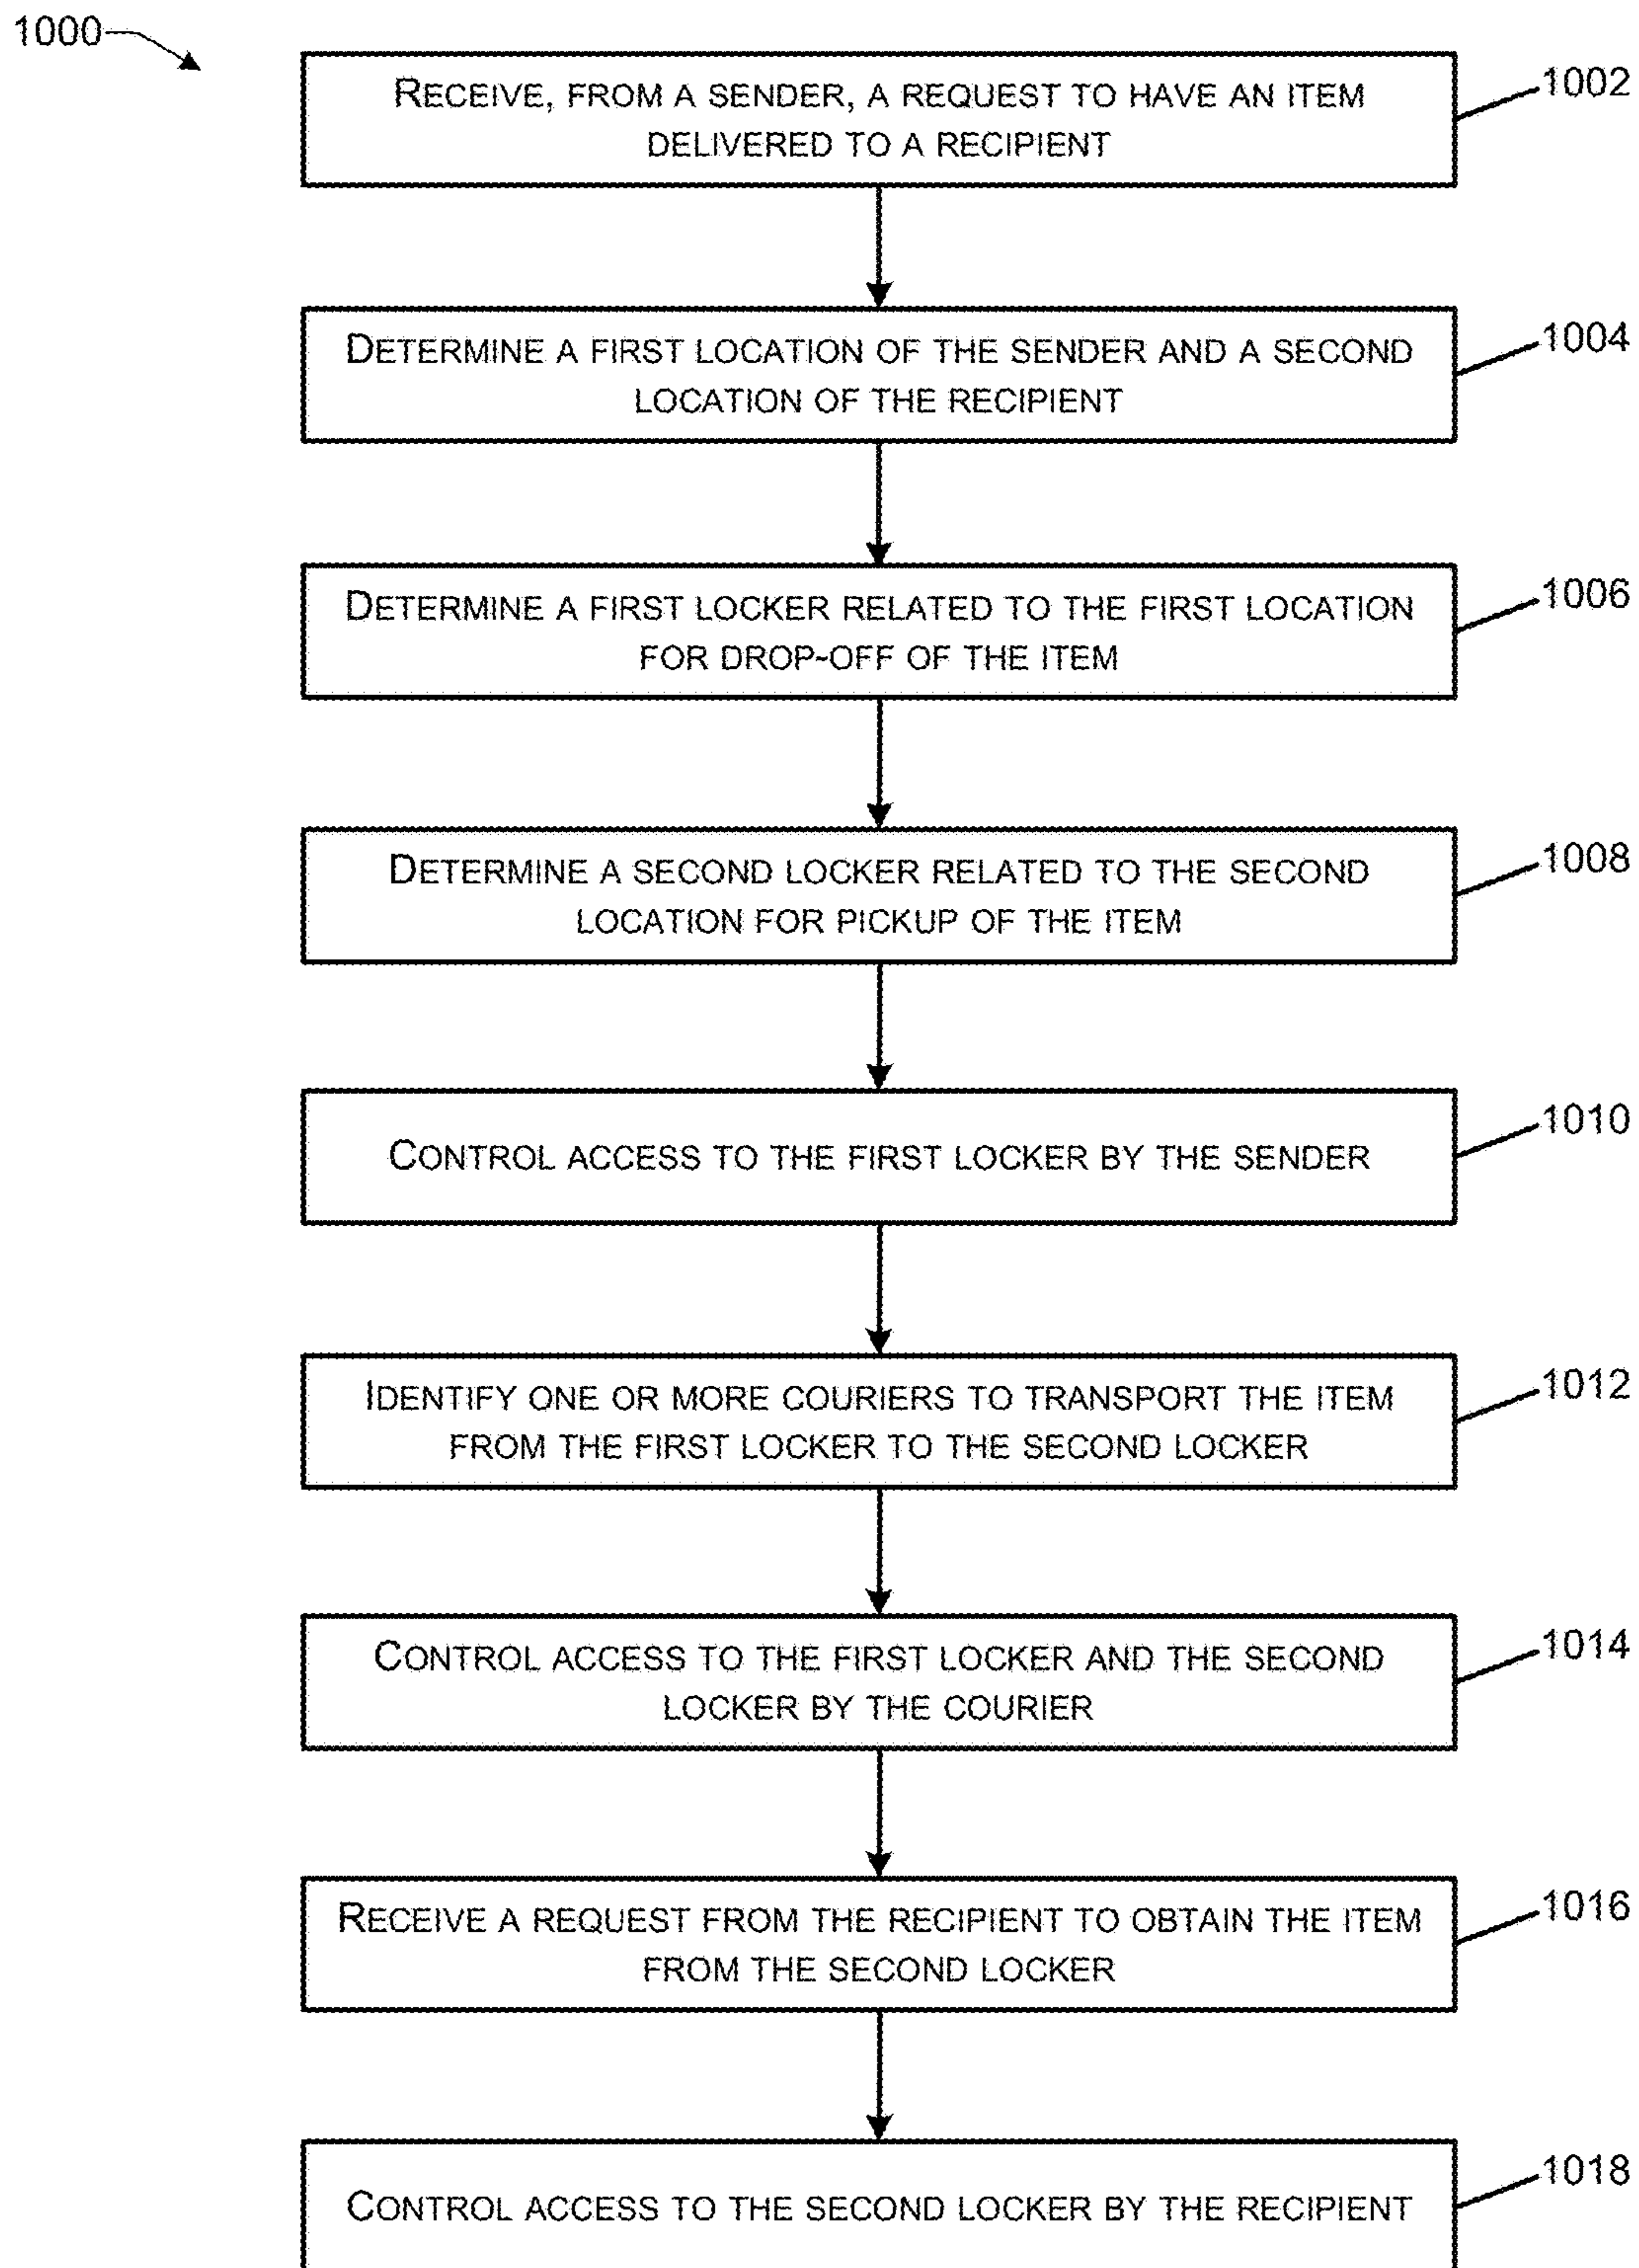 1000
RECEIVE, FROM A SENDER, A REQUEST TO HAVE AN ITEM
DELIVERED TO A RECIPIENT
1002
DETERMINE A FIRST LOCATION OF THE SENDER AND A SECOND
LOCATION OF THE RECIPIENT
1004
DETERMINE A FIRST LOCKER RELATED TO THE FIRST LOCATION
FOR DROP-OFF OF THE ITEM
1006
DETERMINE A SECOND LOCKER RELATED TO THE SECOND
LOCATION FOR PICKUP OF THE ITEM
1008
CONTROL ACCESS TO THE FIRST LOCKER BY THE SENDER
1010
IDENTIFY ONE OR MORE COURIERS TO TRANSPORT THE ITEM
FROM THE FIRST LOCKER TO THE SECOND LOCKER
1012
CONTROL ACCESS TO THE FIRST LOCKER AND THE SECOND
LOCKER BY THE COURIER
1014
RECEIVE A REQUEST FROM THE RECIPIENT TO OBTAIN THE ITEM
FROM THE SECOND LOCKER
1016
CONTROL ACCESS TO THE SECOND LOCKER BY THE RECIPIENT
1018